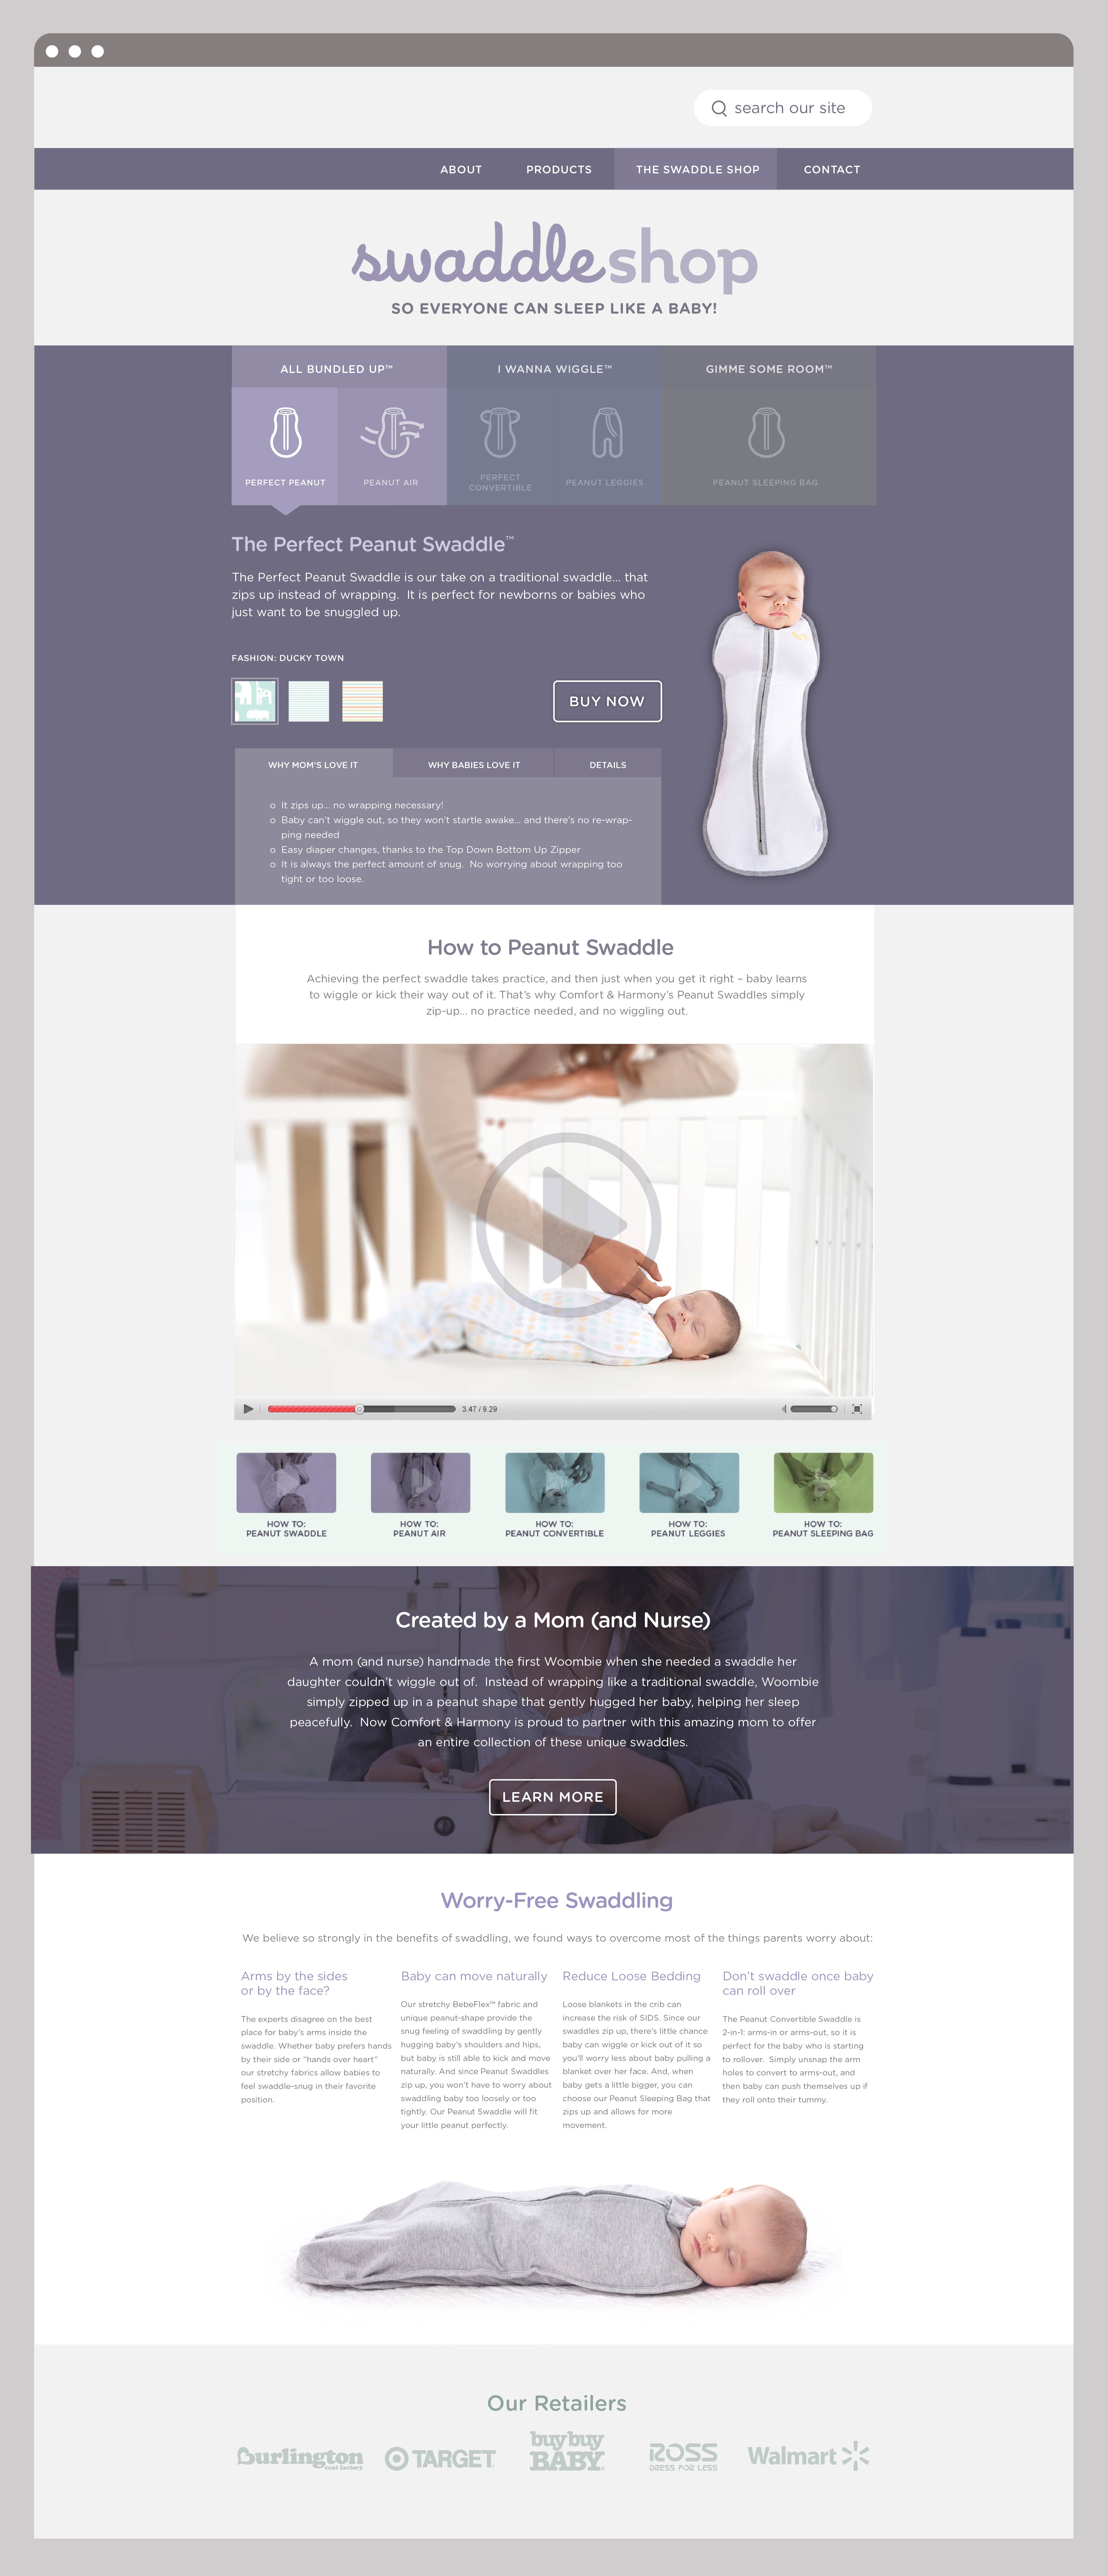 search our site
ABOUT PRODUCTS THE SWADDLE SHOP CONTACT
swaddleshop
SO EVERYONE CAN SLEEP LIKE A BABY!
ALL BUNDLED UP™ I WANNA WIGGLE™ GIMME SOME ROOM™
PERFECT PEANUT PEANUT AIR PERFECT CONVERTIBLE PEANUT LEGGIES PEANUT SLEEPING BAG
The Perfect Peanut Swaddle™
The Perfect Peanut Swaddle is our take on a traditional swaddle... that
zips up instead of wrapping. It is perfect for newborns or babies who
just want to be snuggled up.
FASHION: DUCKY TOWN
BUY NOW
WHY MOM'S LOVE IT WHY BABIES LOVE IT DETAILS
o It zips up... no wrapping necessary!
o Baby can't wiggle out, so they won't startle awake... and there's no re-wrap-
ping needed
o Easy diaper changes, thanks to the Top Down Bottom Up Zipper
o It is always the perfect amount of snug. No worrying about wrapping too
tight or too loose.
How to Peanut Swaddle
Achieving the perfect swaddle takes practice, and then just when you get it right – baby learns
to wiggle or kick their way out of it. That's why Comfort & Harmony's Peanut Swaddles simply
zip-up... no practice needed, and no wiggling out.
3.47 / 9.29
HOW TO:
PEANUT SWADDLE
HOW TO:
PEANUT AIR
HOW TO:
PEANUT CONVERTIBLE
HOW TO:
PEANUT LEGGIES
HOW TO:
PEANUT SLEEPING BAG
Created by a Mom (and Nurse)
A mom (and nurse) handmade the first Woombie when she needed a swaddle her
daughter couldn't wiggle out of. Instead of wrapping like a traditional swaddle, Woombie
simply zipped up in a peanut shape that gently hugged her baby, helping her sleep
peacefully. Now Comfort & Harmony is proud to partner with this amazing mom to offer
an entire collection of these unique swaddles.
LEARN MORE
Worry-Free Swaddling
We believe so strongly in the benefits of swaddling, we found ways to overcome most of the things parents worry about:
Arms by the sides
or by the face?
The experts disagree on the best
place for baby's arms inside the
swaddle. Whether baby prefers hands
by their side or "hands over heart"
our stretchy fabrics allow babies to
feel swaddle-snug in their favorite
position.
Baby can move naturally
Our stretchy BebeFlex™ fabric and
unique peanut-shape provide the
snug feeling of swaddling by gently
hugging baby's shoulders and hips,
but baby is still able to kick and move
naturally. And since Peanut Swaddles
zip up, you won't have to worry about
swaddling baby too loosely or too
tightly. Our Peanut Swaddle will fit
your little peanut perfectly.
Reduce Loose Bedding
Loose blankets in the crib can
increase the risk of SIDS. Since our
swaddles zip up, there's little chance
baby can wiggle or kick out of it so
you'll worry less about baby pulling a
blanket over her face. And, when
baby gets a little bigger, you can
choose our Peanut Sleeping Bag that
zips up and allows for more
movement.
Don't swaddle once baby
can roll over
The Peanut Convertible Swaddle is
2-in-1: arms-in or arms-out, so it is
perfect for the baby who is starting
to rollover. Simply unsnap the arm
holes to convert to arms-out, and
then baby can push themselves up if
they roll onto their tummy.
Our Retailers
Burlington
coat factory
TARGET
buybuy
BABY
ROSS
DRESS FOR LESS
Walmart